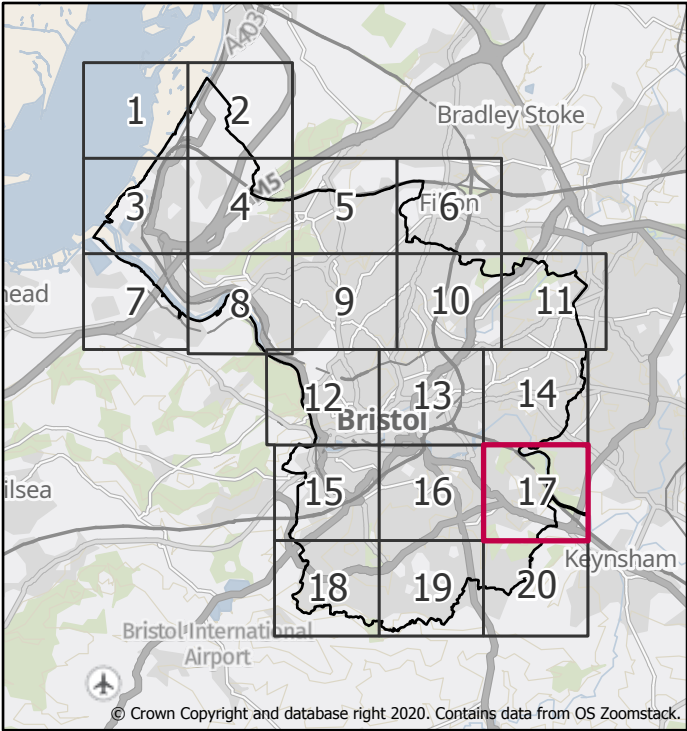 A403
1
2
Bradley Stoke
M5
3
4
5
6
Filton
head
7
8
9
10
11
12
13
14
Bristol
ilsea
15
16
17
Keynsham
18
19
20
Bristol International
Airport
© Crown Copyright and database right 2020. Contains data from OS Zoomstack.